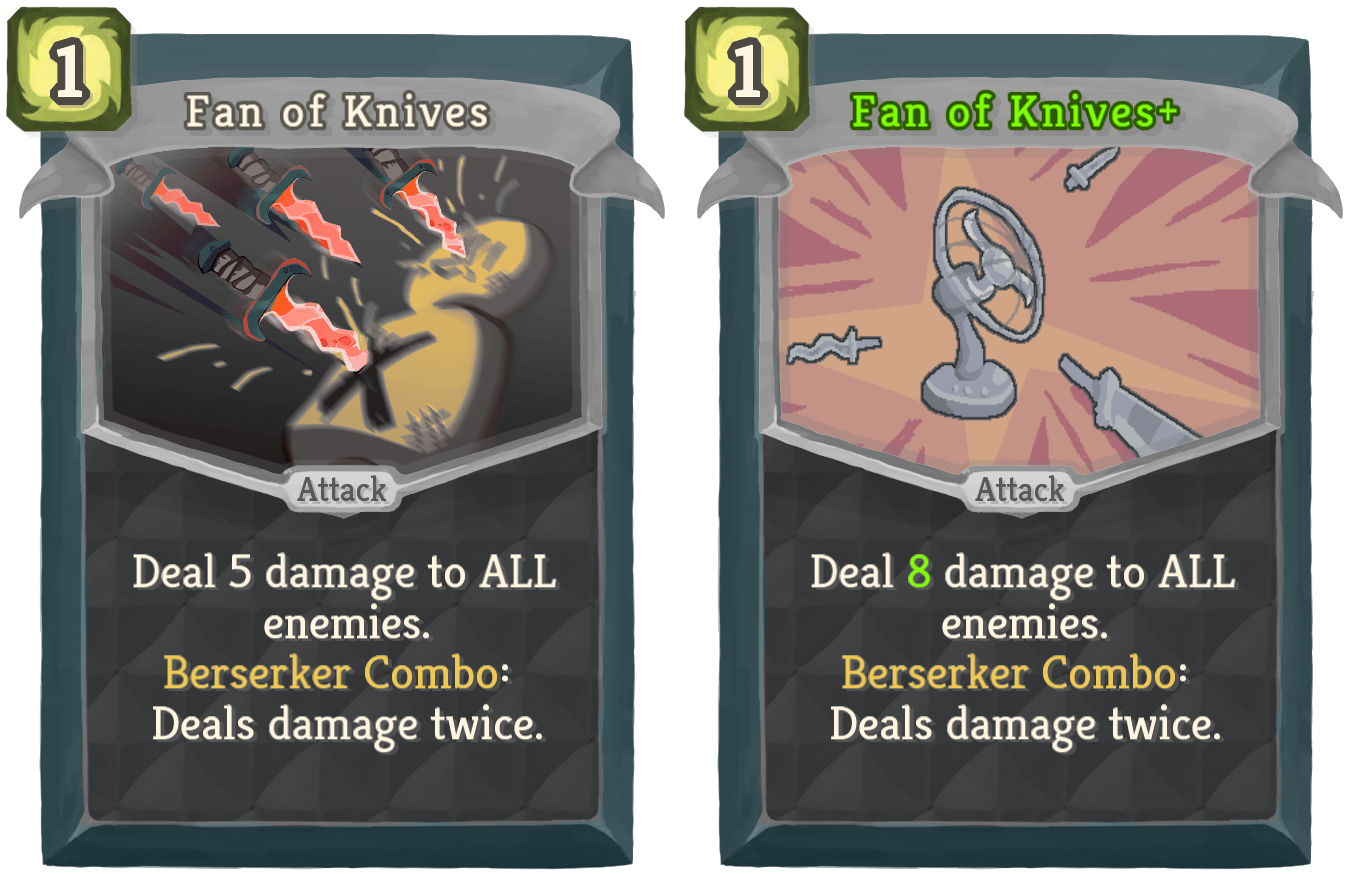 1
Fan of Knives
Attack
Deal 5 damage to ALL
enemies.
Berserker Combo:
Deals damage twice.
1
Fan of Knives+
Attack
Deal 8 damage to ALL
enemies.
Berserker Combo:
Deals damage twice.